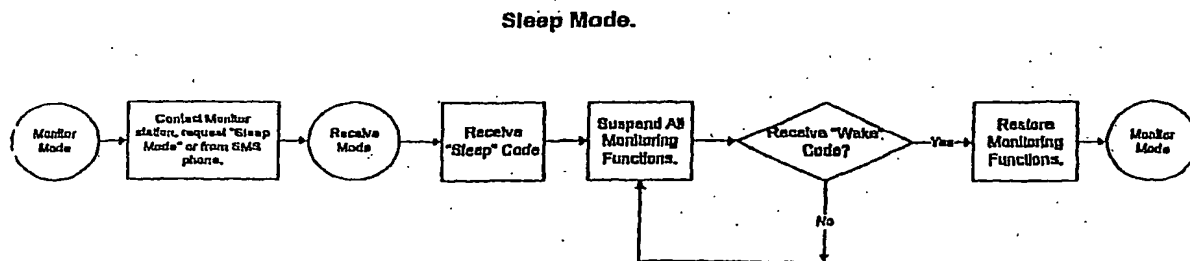 Sleep Mode.
Monitor
Mode
Contact Monitor
station, request "Sleep
Mode" or from SMS
phone.
Receive
Mode
Receive
"Sleep" Code
Suspend All
Monitoring
Functions.
Receive "Wake"
Code?
Yes
No
Restore
Monitoring
Functions.
Monitor
Mode